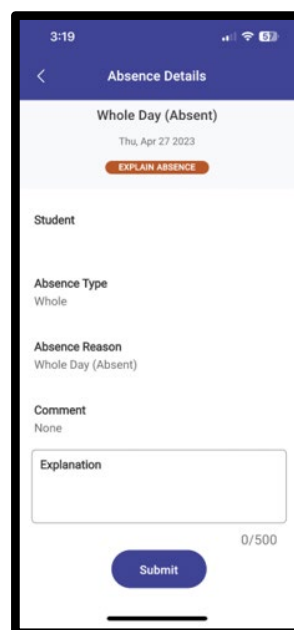 3:19
57
Absence Details
Whole Day (Absent)
Thu, Apr 27 2023
EXPLAIN ABSENCE
Student
Absence Type
Whole
Absence Reason
Whole Day (Absent)
Comment
None
Explanation
0/500
Submit